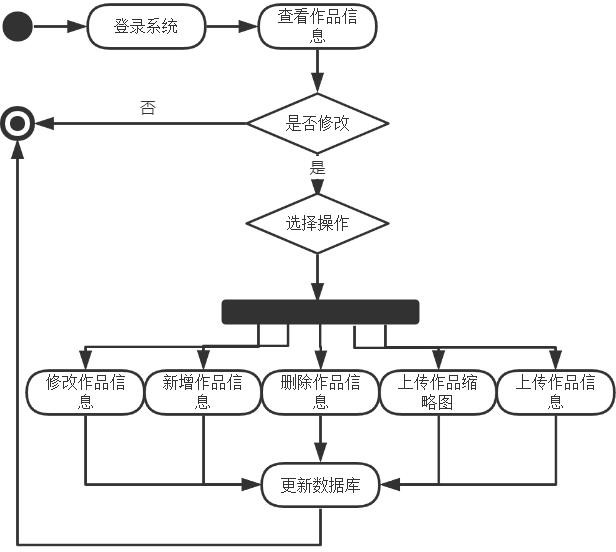 登录系统
查看作品信
息
否
是否修改
是
选择操作
修改作品信
息
新增作品信
息
删除作品信
息
上传作品缩
略图
上传作品信
息
更新数据库